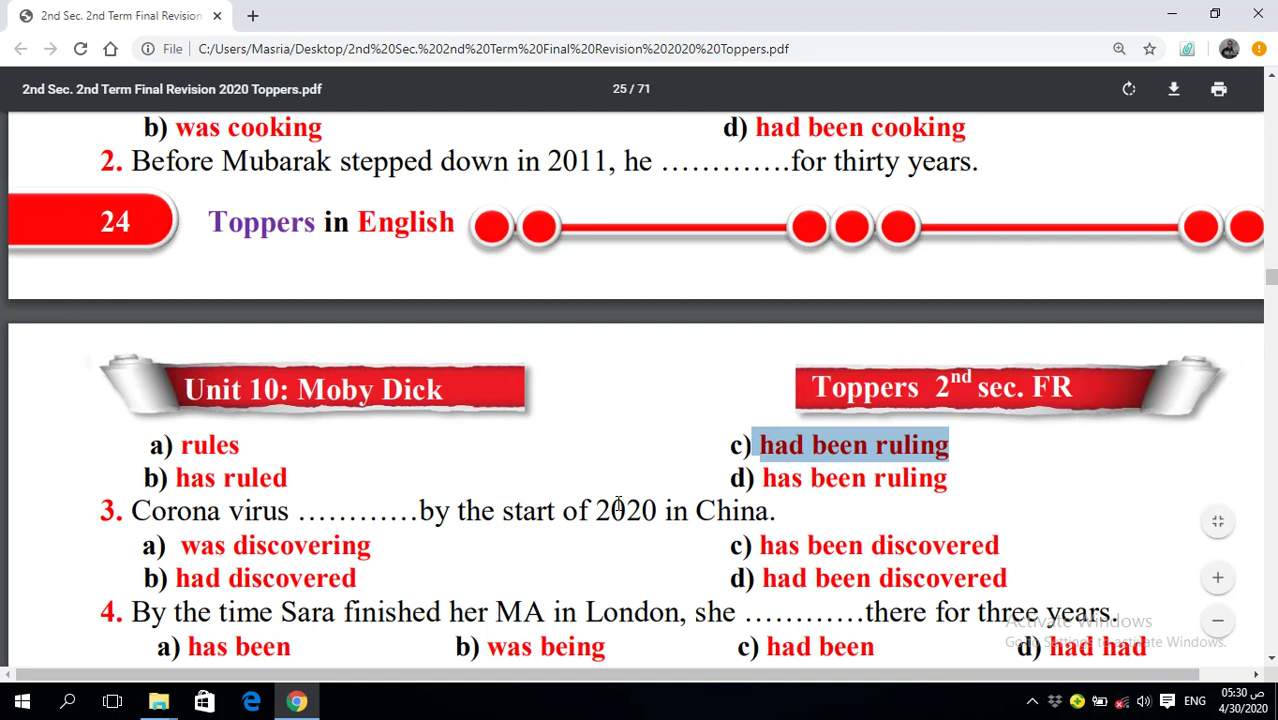 2nd Sec. 2nd Term Final Revision
File C:/Users/Masria/Desktop/2nd%20Sec.%202nd%20Term%20Final%20Revision%202020%20Toppers.pdf
2nd Sec. 2nd Term Final Revision 2020 Toppers.pdf 25 / 71
b) was cooking d) had been cooking
2. Before Mubarak stepped down in 2011, he ………….for thirty years.
24 Toppers in English
Unit 10: Moby Dick Toppers 2nd sec. FR
a) rules c) had been ruling
b) has ruled d) has been ruling
3. Corona virus …………by the start of 2020 in China.
a) was discovering c) has been discovered
b) had discovered d) had been discovered
4. By the time Sara finished her MA in London, she …………there for three years.
a) has been b) was being c) had been d) had had
Activate Windows
Go to Settings to activate Windows.
ENG 05:30 ص
4/30/2020